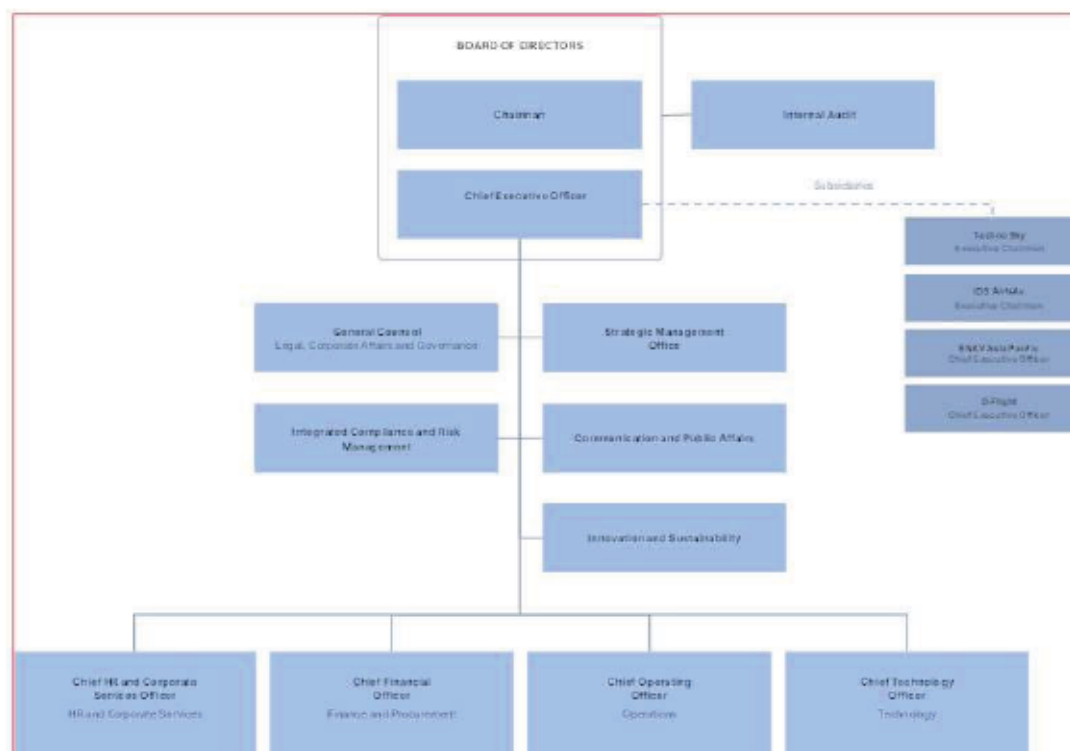 BOARD OF DIRECTORS
Chairman
Internal Audit
Chief Executive Officer
Subsidiaries
Techno Sky
Executive Chairman
IDS AirNav
Executive Chairman
ENAV Asia Pacific
Chief Executive Officer
D-Flight
Chief Executive Officer
General Counsel
Legal, Corporate Affairs and Governance
Strategic Management
Office
Integrated Compliance and Risk
Management
Communication and Public Affairs
Innovation and Sustainability
Chief HR and Corporate
Services Officer
HR and Corporate Services
Chief Financial
Officer
Finance and Procurement
Chief Operating
Officer
Operations
Chief Technology
Officer
Technology